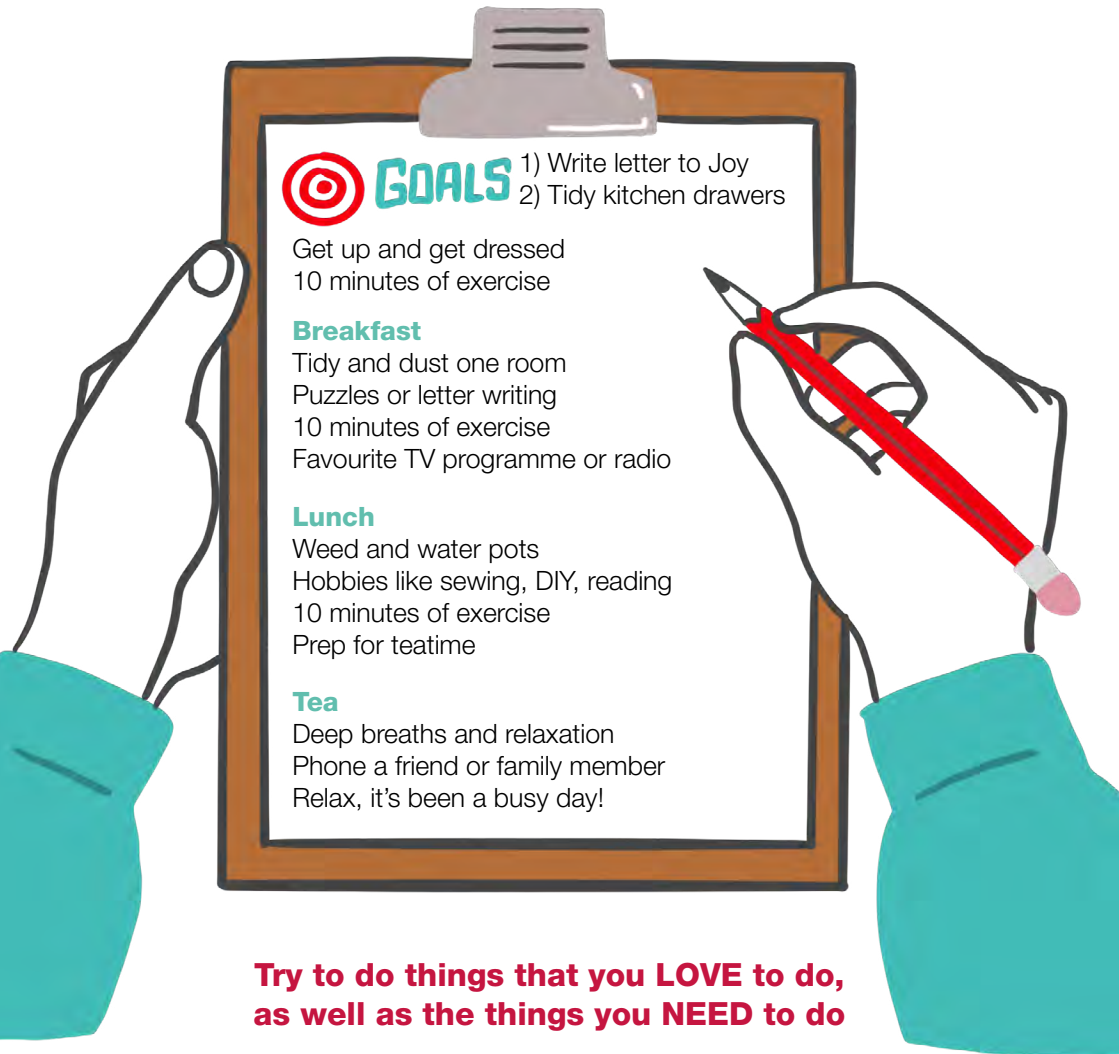 GOALS 1) Write letter to Joy
2) Tidy kitchen drawers
Get up and get dressed
10 minutes of exercise
Breakfast
Tidy and dust one room
Puzzles or letter writing
10 minutes of exercise
Favourite TV programme or radio
Lunch
Weed and water pots
Hobbies like sewing, DIY, reading
10 minutes of exercise
Prep for teatime
Tea
Deep breaths and relaxation
Phone a friend or family member
Relax, it's been a busy day!
Try to do things that you LOVE to do,
as well as the things you NEED to do